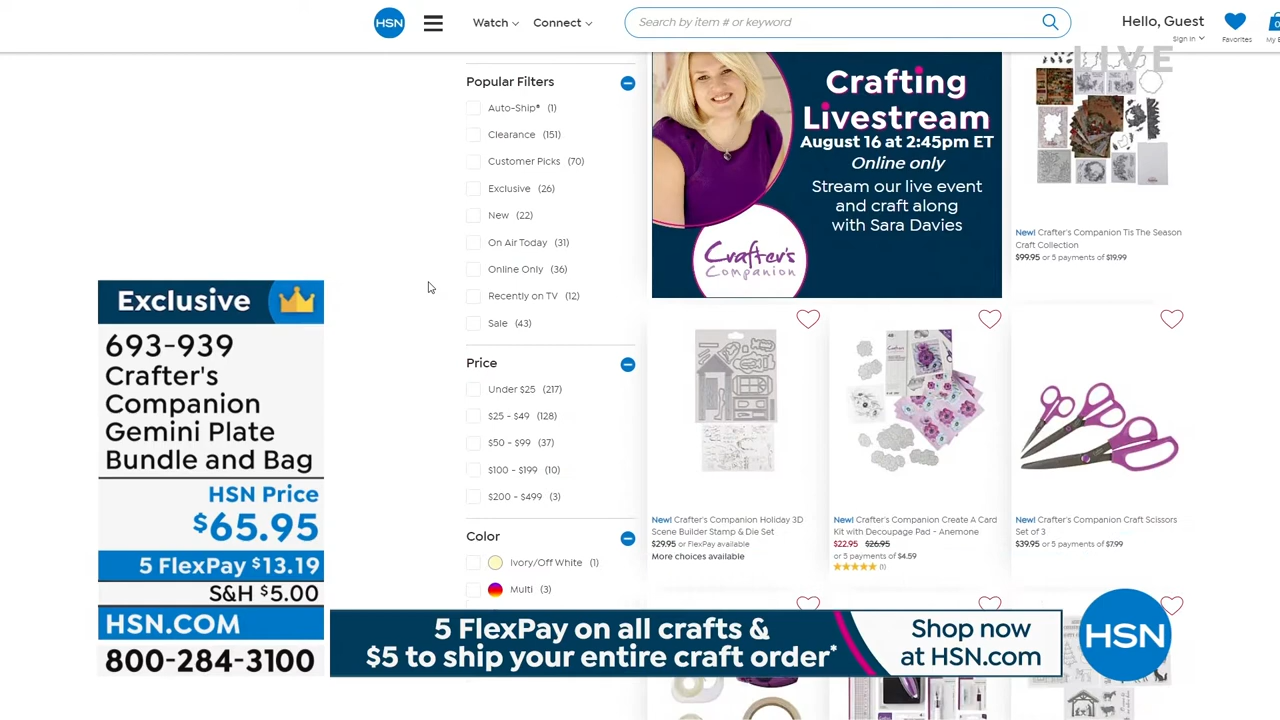 HSN
Watch
Connect
Search by item # or keyword
Hello, Guest
Sign In
Favorites
0
LIVE
Popular Filters
Auto-Ship® (1)
Clearance (151)
Customer Picks (70)
Exclusive (26)
New (22)
On Air Today (31)
Online Only (36)
Recently on TV (12)
Sale (43)
Price
Under $25 (217)
$25 - $49 (128)
$50 - $99 (37)
$100 - $199 (10)
$200 - $499 (3)
Color
Ivory/Off White (1)
Multi (3)
Crafting
Livestream
August 16 at 2:45pm ET
Online only
Stream our live event
and craft along
with Sara Davies
Crafter's
Companion
New! Crafter's Companion Tis The Season
Craft Collection
$99.95 or 5 payments of $19.99
New! Crafter's Companion Holiday 3D
Scene Builder Stamp & Die Set
$29.95 or FlexPay available
More choices available
New! Crafter's Companion Create A Card
Kit with Decoupage Pad - Anemone
$22.95 $26.95
or 5 payments of $4.59
(1)
New! Crafter's Companion Craft Scissors
Set of 3
$39.95 or 5 payments of $7.99
Exclusive
693-939
Crafter's
Companion
Gemini Plate
Bundle and Bag
HSN Price
$65.95
5 FlexPay $13.19
S&H $5.00
HSN.COM
800-284-3100
5 FlexPay on all crafts &
$5 to ship your entire craft order*
Shop now
at HSN.com
HSN